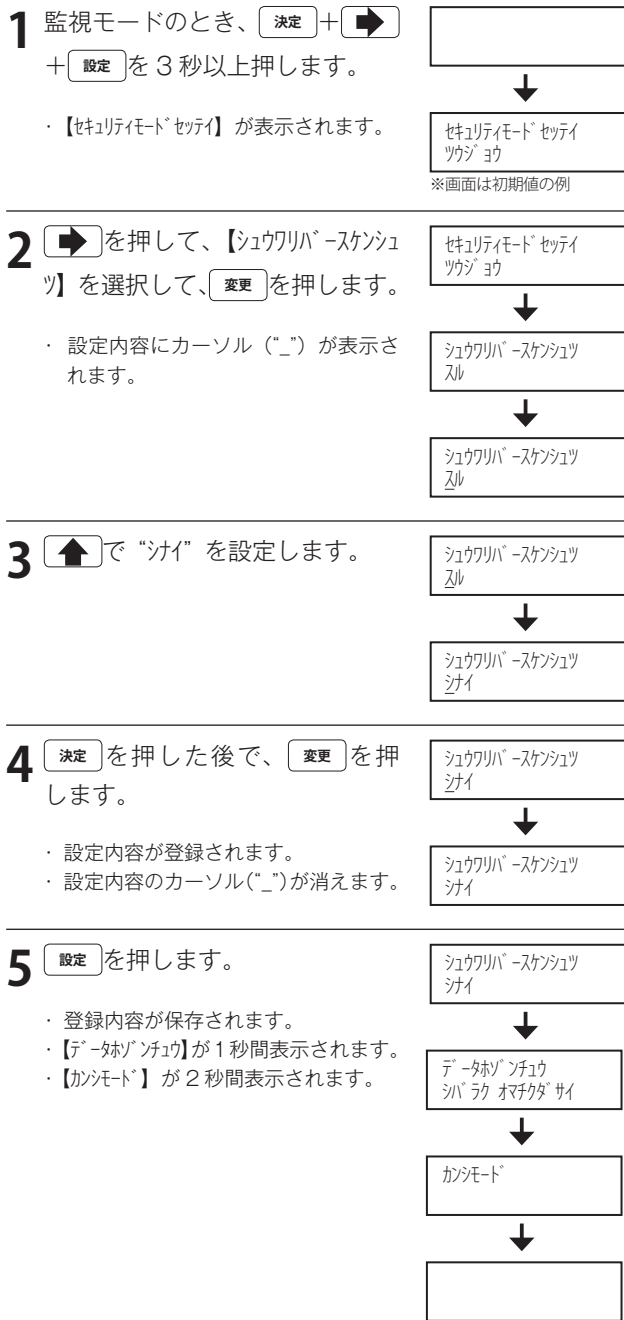 1 監視モードのとき、決定+➡
+設定を3秒以上押します。
・【ｾｷｭﾘﾃｨﾓｰﾄﾞｾｯﾃｲ】が表示されます。
ｾｷｭﾘﾃｨﾓｰﾄﾞｾｯﾃｲ
ﾂｳｼﾞｮｳ
※画面は初期値の例
2 ➡を押して、【ｼｭｳﾜﾘﾊﾞｰｽｹﾝｼｭ
ﾂ】を選択して、変更を押します。
・ 設定内容にカーソル（“_”）が表示さ
れます。
ｾｷｭﾘﾃｨﾓｰﾄﾞｾｯﾃｲ
ﾂｳｼﾞｮｳ
ｼｭｳﾜﾘﾊﾞｰｽｹﾝｼｭﾂ
ｽﾙ
ｼｭｳﾜﾘﾊﾞｰｽｹﾝｼｭﾂ
ｽﾙ
3 ⬆で“ｼﾅｲ”を設定します。
ｼｭｳﾜﾘﾊﾞｰｽｹﾝｼｭﾂ
ｽﾙ
ｼｭｳﾜﾘﾊﾞｰｽｹﾝｼｭﾂ
ｼﾅｲ
4 決定を押した後で、変更を押
します。
・ 設定内容が登録されます。
・ 設定内容のカーソル（“_”）が消えます。
ｼｭｳﾜﾘﾊﾞｰｽｹﾝｼｭﾂ
ｼﾅｲ
ｼｭｳﾜﾘﾊﾞｰｽｹﾝｼｭﾂ
ｼﾅｲ
5 設定を押します。
・ 登録内容が保存されます。
・【ﾃﾞｰﾀﾎｿﾞﾝﾁｭｳ】が1秒間表示されます。
・【ｶﾝｼﾓｰﾄﾞ】が2秒間表示されます。
ｼｭｳﾜﾘﾊﾞｰｽｹﾝｼｭﾂ
ｼﾅｲ
ﾃﾞｰﾀﾎｿﾞﾝﾁｭｳ
ｼﾊﾞﾗｸ ｵﾏﾁｸﾀﾞｻｲ
ｶﾝｼﾓｰﾄﾞ